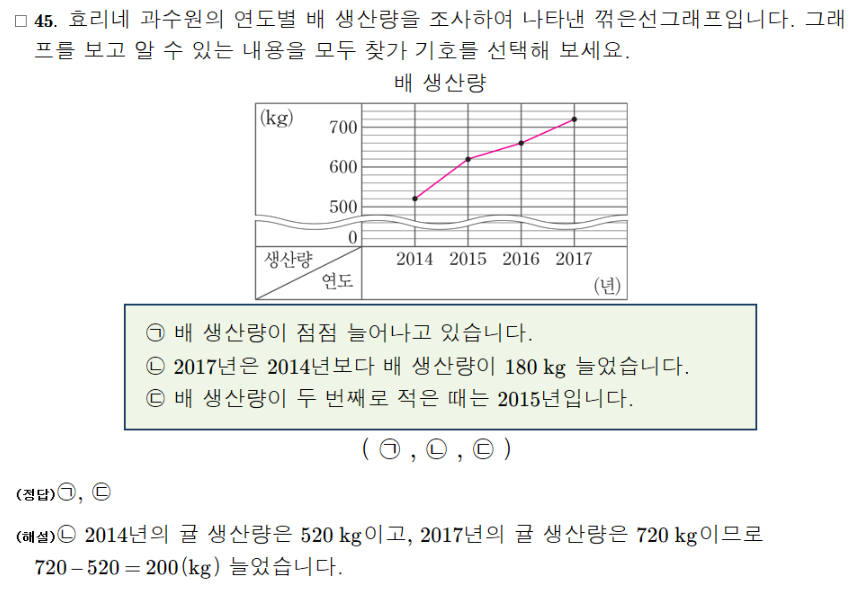 □ 45. 효리네 과수원의 연도별 배 생산량을 조사하여 나타낸 꺾은선그래프입니다. 그래
프를 보고 알 수 있는 내용을 모두 찾가 기호를 선택해 보세요.
배 생산량
(kg)
700
600
500
0
생산량
연도
2014 2015 2016 2017
(년)
㉠ 배 생산량이 점점 늘어나고 있습니다.
㉡ 2017년은 2014년보다 배 생산량이 180 kg 늘었습니다.
㉢ 배 생산량이 두 번째로 적은 때는 2015년입니다.
( ㉠ , ㉡ , ㉢ )
(정답)㉠, ㉢
(해설)㉡ 2014년의 귤 생산량은 520 kg이고, 2017년의 귤 생산량은 720 kg이므로
720-520=200(kg) 늘었습니다.